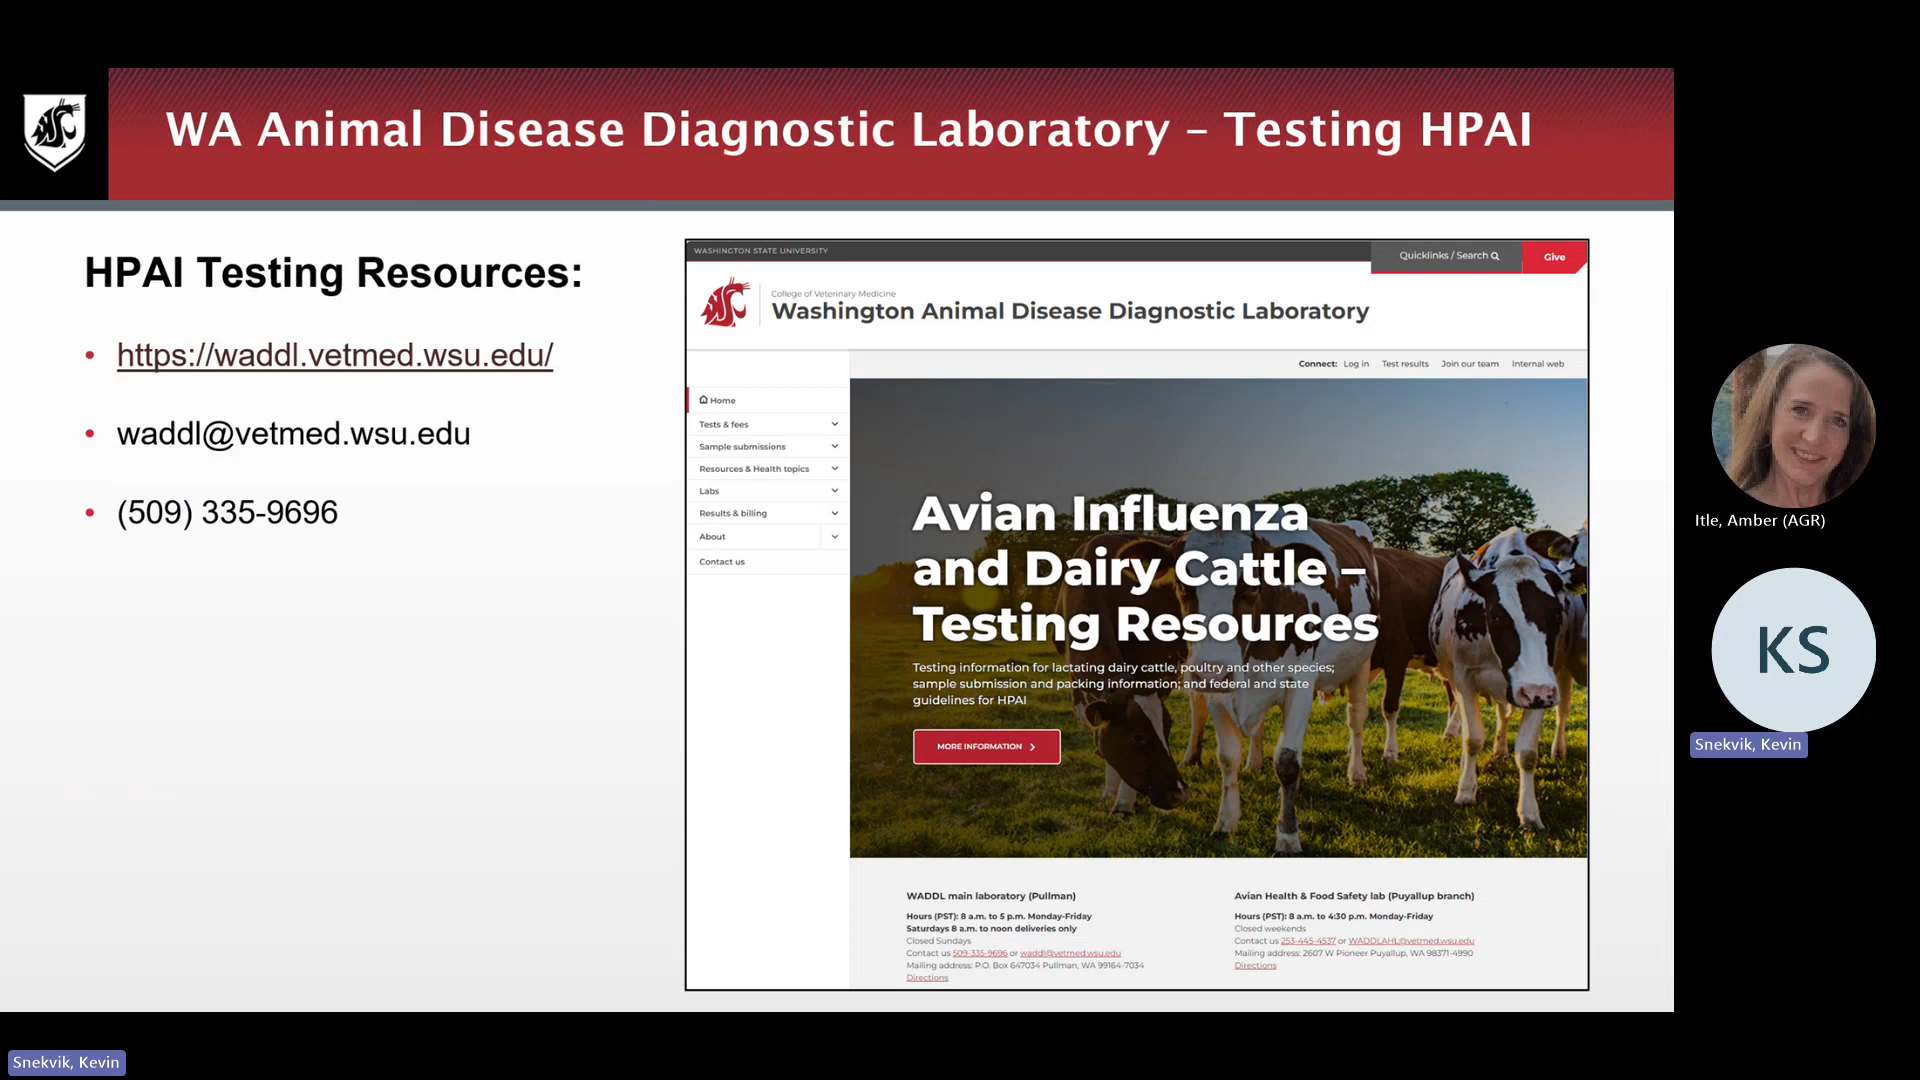 WA Animal Disease Diagnostic Laboratory – Testing HPAI
HPAI Testing Resources:
• https://waddl.vetmed.wsu.edu/
• waddl@vetmed.wsu.edu
• (509) 335-9696
WASHINGTON STATE UNIVERSITY
Quicklinks / Search
Give
College of Veterinary Medicine
Washington Animal Disease Diagnostic Laboratory
Connect: Log in Test results Join our team Internal web
Home
Tests & fees
Sample submissions
Resources & Health topics
Labs
Results & billing
About
Contact us
Avian Influenza
and Dairy Cattle –
Testing Resources
Testing information for lactating dairy cattle, poultry and other species;
sample submission and packing information; and federal and state
guidelines for HPAI
MORE INFORMATION
WADDL main laboratory (Pullman)
Hours (PST): 8 a.m. to 5 p.m. Monday-Friday
Saturdays 8 a.m. to noon deliveries only
Closed Sundays
Contact us 509-335-9696 or waddl@vetmed.wsu.edu
Mailing address: P.O. Box 647034 Pullman, WA 99164-7034
Directions
Avian Health & Food Safety lab (Puyallup branch)
Hours (PST): 8 a.m. to 4:30 p.m. Monday-Friday
Closed weekends
Contact us 253-445-4537 or WADDLAHL@vetmed.wsu.edu
Mailing address: 2607 W Pioneer Puyallup, WA 98371-4990
Directions
Itle, Amber (AGR)
KS
Snekvik, Kevin
Snekvik, Kevin